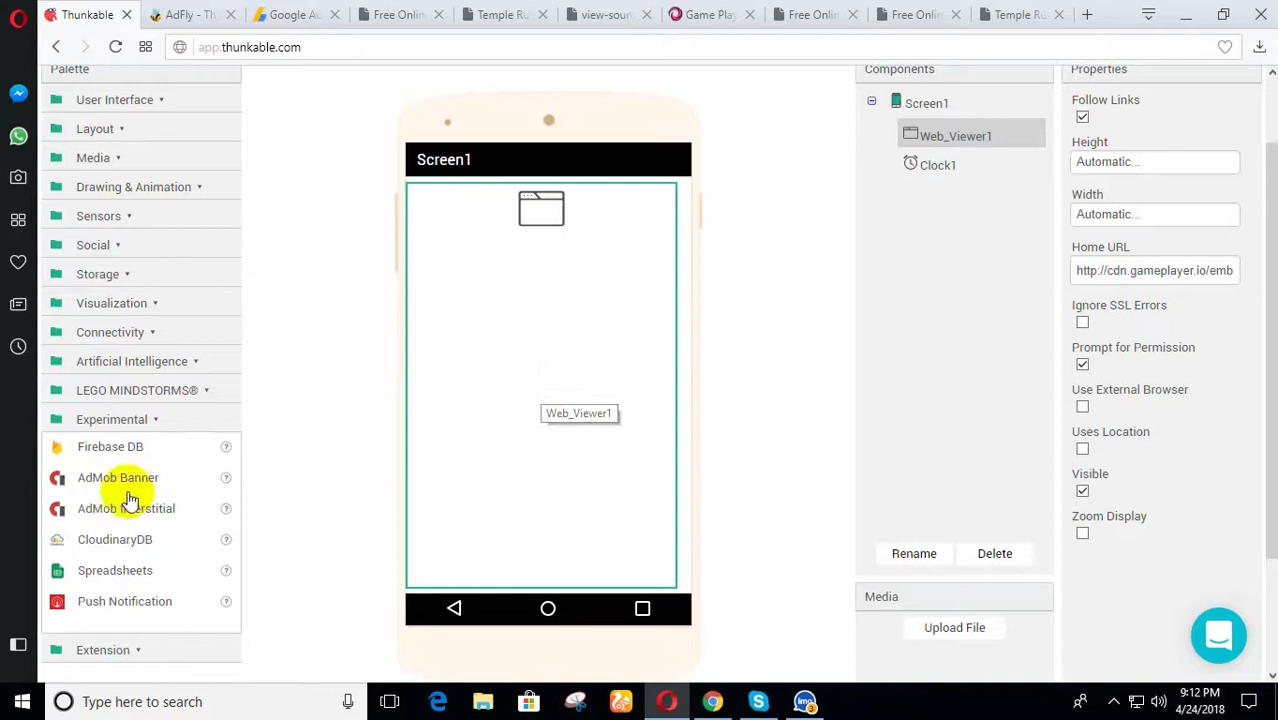 Thunkable
AdFly - Th
Google Ad
Free Onlin
Temple Ru
view-sour
Game Play
Free Onlin
Free Onlin
Temple Ru
app.thunkable.com
Palette
User Interface
Layout
Media
Drawing & Animation
Sensors
Social
Storage
Visualization
Connectivity
Artificial Intelligence
LEGO MINDSTORMS®
Experimental
Firebase DB
AdMob Banner
AdMob Interstitial
CloudinaryDB
Spreadsheets
Push Notification
Extension
Screen1
Web_Viewer1
Components
Screen1
Web_Viewer1
Clock1
Rename
Delete
Media
Upload File
Properties
Follow Links
Height
Automatic...
Width
Automatic...
Home URL
http://cdn.gameplayer.io/emb
Ignore SSL Errors
Prompt for Permission
Use External Browser
Uses Location
Visible
Zoom Display
Type here to search
9:12 PM
4/24/2018